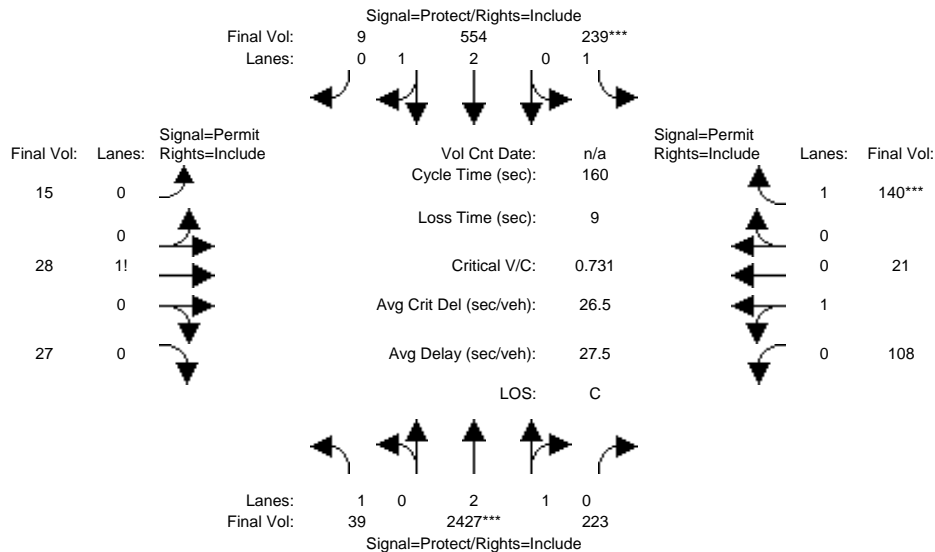 Signal=Protect/Rights=Include
Final Vol: 9 554 239***
Lanes: 0 1 2 0 1
Signal=Permit
Final Vol: Lanes: Rights=Include
Vol Cnt Date: n/a
Signal=Permit
Rights=Include Lanes: Final Vol:
Cycle Time (sec): 160
15 0
1 140***
Loss Time (sec): 9
0
0
28 1!
Critical V/C: 0.731
0 21
0
Avg Crit Del (sec/veh): 26.5
1
27 0
Avg Delay (sec/veh): 27.5
0 108
LOS: C
Lanes: 1 0 2 1 0
Final Vol: 39 2427*** 223
Signal=Protect/Rights=Include